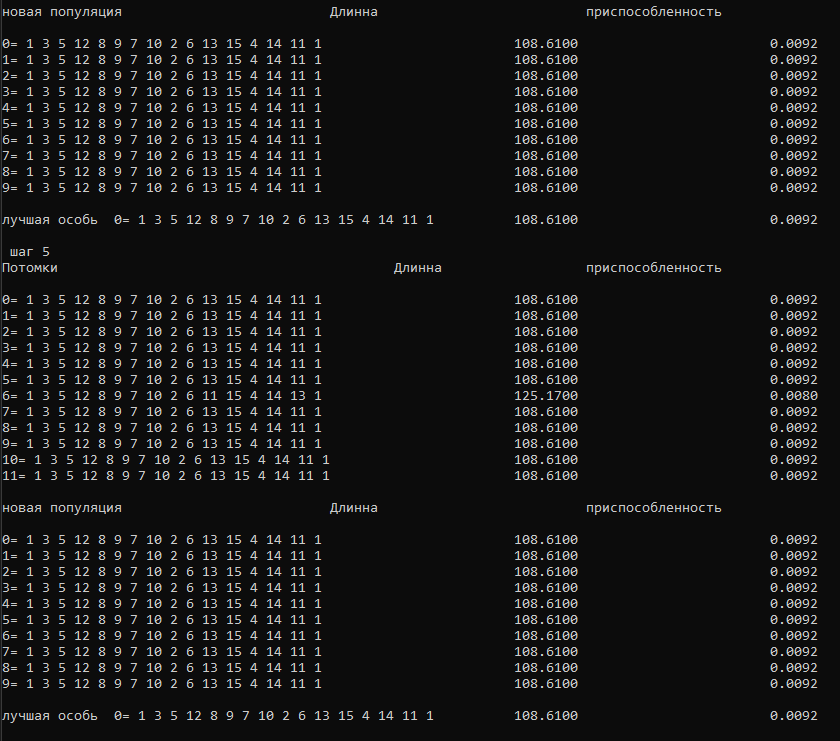 новая популяция Длинна приспособленность
0= 1 3 5 12 8 9 7 10 2 6 13 15 4 14 11 1 108.6100 0.0092
1= 1 3 5 12 8 9 7 10 2 6 13 15 4 14 11 1 108.6100 0.0092
2= 1 3 5 12 8 9 7 10 2 6 13 15 4 14 11 1 108.6100 0.0092
3= 1 3 5 12 8 9 7 10 2 6 13 15 4 14 11 1 108.6100 0.0092
4= 1 3 5 12 8 9 7 10 2 6 13 15 4 14 11 1 108.6100 0.0092
5= 1 3 5 12 8 9 7 10 2 6 13 15 4 14 11 1 108.6100 0.0092
6= 1 3 5 12 8 9 7 10 2 6 13 15 4 14 11 1 108.6100 0.0092
7= 1 3 5 12 8 9 7 10 2 6 13 15 4 14 11 1 108.6100 0.0092
8= 1 3 5 12 8 9 7 10 2 6 13 15 4 14 11 1 108.6100 0.0092
9= 1 3 5 12 8 9 7 10 2 6 13 15 4 14 11 1 108.6100 0.0092
лучшая особь 0= 1 3 5 12 8 9 7 10 2 6 13 15 4 14 11 1 108.6100 0.0092
шаг 5
Потомки Длинна приспособленность
0= 1 3 5 12 8 9 7 10 2 6 13 15 4 14 11 1 108.6100 0.0092
1= 1 3 5 12 8 9 7 10 2 6 13 15 4 14 11 1 108.6100 0.0092
2= 1 3 5 12 8 9 7 10 2 6 13 15 4 14 11 1 108.6100 0.0092
3= 1 3 5 12 8 9 7 10 2 6 13 15 4 14 11 1 108.6100 0.0092
4= 1 3 5 12 8 9 7 10 2 6 13 15 4 14 11 1 108.6100 0.0092
5= 1 3 5 12 8 9 7 10 2 6 13 15 4 14 11 1 108.6100 0.0092
6= 1 3 5 12 8 9 7 10 2 6 11 15 4 14 13 1 125.1700 0.0080
7= 1 3 5 12 8 9 7 10 2 6 13 15 4 14 11 1 108.6100 0.0092
8= 1 3 5 12 8 9 7 10 2 6 13 15 4 14 11 1 108.6100 0.0092
9= 1 3 5 12 8 9 7 10 2 6 13 15 4 14 11 1 108.6100 0.0092
10= 1 3 5 12 8 9 7 10 2 6 13 15 4 14 11 1 108.6100 0.0092
11= 1 3 5 12 8 9 7 10 2 6 13 15 4 14 11 1 108.6100 0.0092
новая популяция Длинна приспособленность
0= 1 3 5 12 8 9 7 10 2 6 13 15 4 14 11 1 108.6100 0.0092
1= 1 3 5 12 8 9 7 10 2 6 13 15 4 14 11 1 108.6100 0.0092
2= 1 3 5 12 8 9 7 10 2 6 13 15 4 14 11 1 108.6100 0.0092
3= 1 3 5 12 8 9 7 10 2 6 13 15 4 14 11 1 108.6100 0.0092
4= 1 3 5 12 8 9 7 10 2 6 13 15 4 14 11 1 108.6100 0.0092
5= 1 3 5 12 8 9 7 10 2 6 13 15 4 14 11 1 108.6100 0.0092
6= 1 3 5 12 8 9 7 10 2 6 13 15 4 14 11 1 108.6100 0.0092
7= 1 3 5 12 8 9 7 10 2 6 13 15 4 14 11 1 108.6100 0.0092
8= 1 3 5 12 8 9 7 10 2 6 13 15 4 14 11 1 108.6100 0.0092
9= 1 3 5 12 8 9 7 10 2 6 13 15 4 14 11 1 108.6100 0.0092
лучшая особь 0= 1 3 5 12 8 9 7 10 2 6 13 15 4 14 11 1 108.6100 0.0092